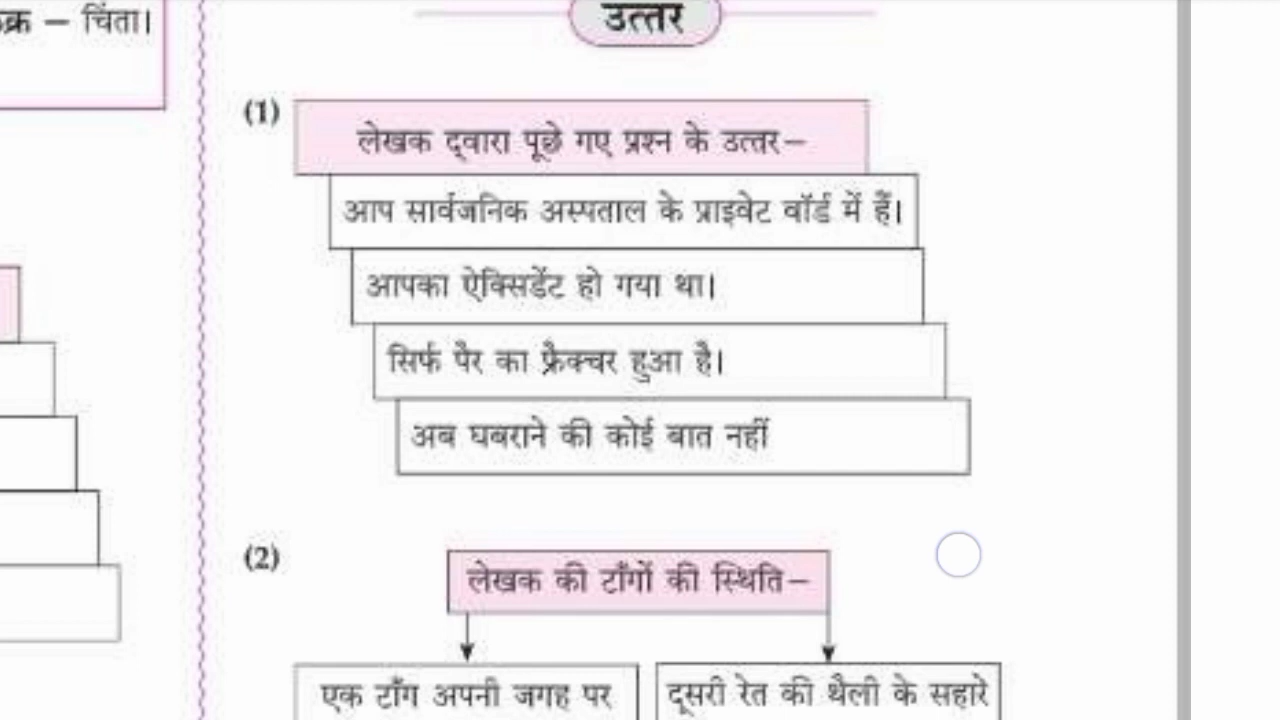 – चिंता।
उत्तर
(1)
लेखक द्वारा पूछे गए प्रश्न के उत्तर–
आप सार्वजनिक अस्पताल के प्राइवेट वॉर्ड में हैं।
आपका ऐक्सिडेंट हो गया था।
सिर्फ पैर का फ्रैक्चर हुआ है।
अब घबराने की कोई बात नहीं
(2)
लेखक की टाँगों की स्थिति–
एक टाँग अपनी जगह पर
दूसरी रेत की थैली के सहारे